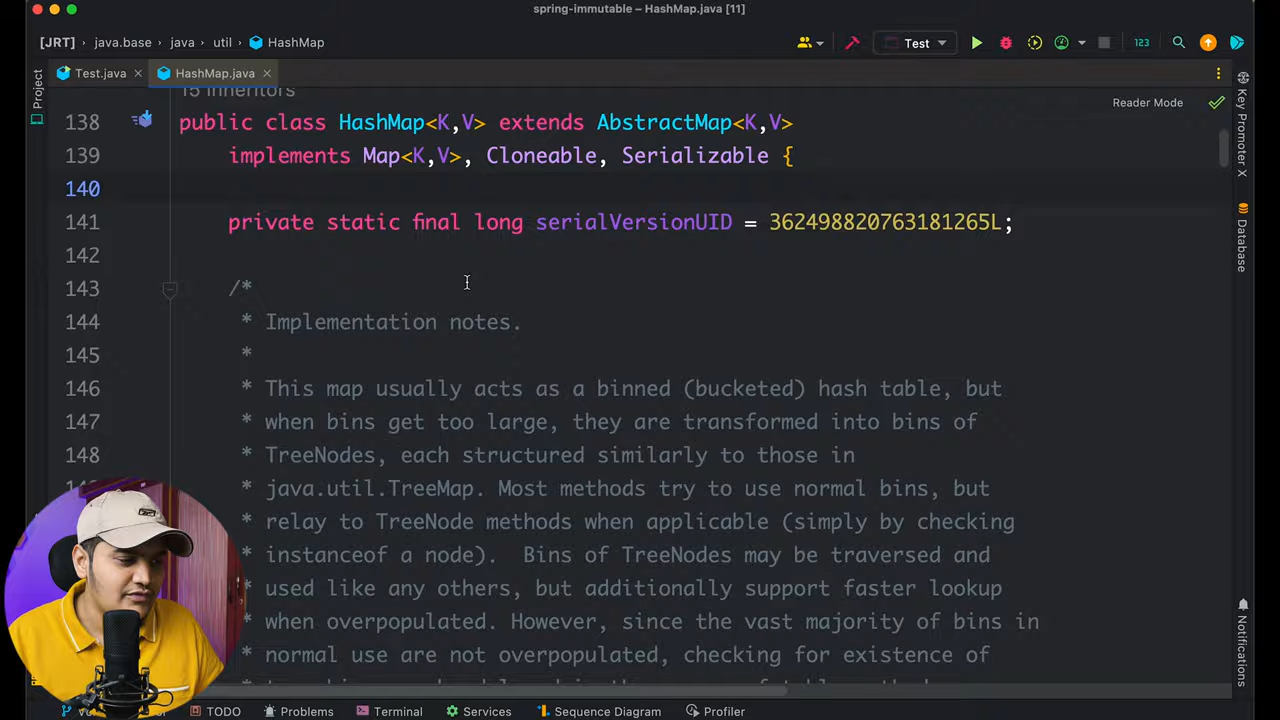 spring-immutable – HashMap.java [11]
[JRT] java.base java util HashMap
Test 123
Test.java HashMap.java
Project
Key Promoter X
Database
Notifications
15 inheritors
Reader Mode
138 public class HashMap<K,V> extends AbstractMap<K,V>
139 implements Map<K,V>, Cloneable, Serializable {
140
141 private static final long serialVersionUID = 362498820763181265L;
142
143 /*
144 * Implementation notes.
145 *
146 * This map usually acts as a binned (bucketed) hash table, but
147 * when bins get too large, they are transformed into bins of
148 * TreeNodes, each structured similarly to those in
* java.util.TreeMap. Most methods try to use normal bins, but
* relay to TreeNode methods when applicable (simply by checking
* instanceof a node).  Bins of TreeNodes may be traversed and
* used like any others, but additionally support faster lookup
* when overpopulated. However, since the vast majority of bins in
* normal use are not overpopulated, checking for existence of
TODO Problems Terminal Services Sequence Diagram Profiler